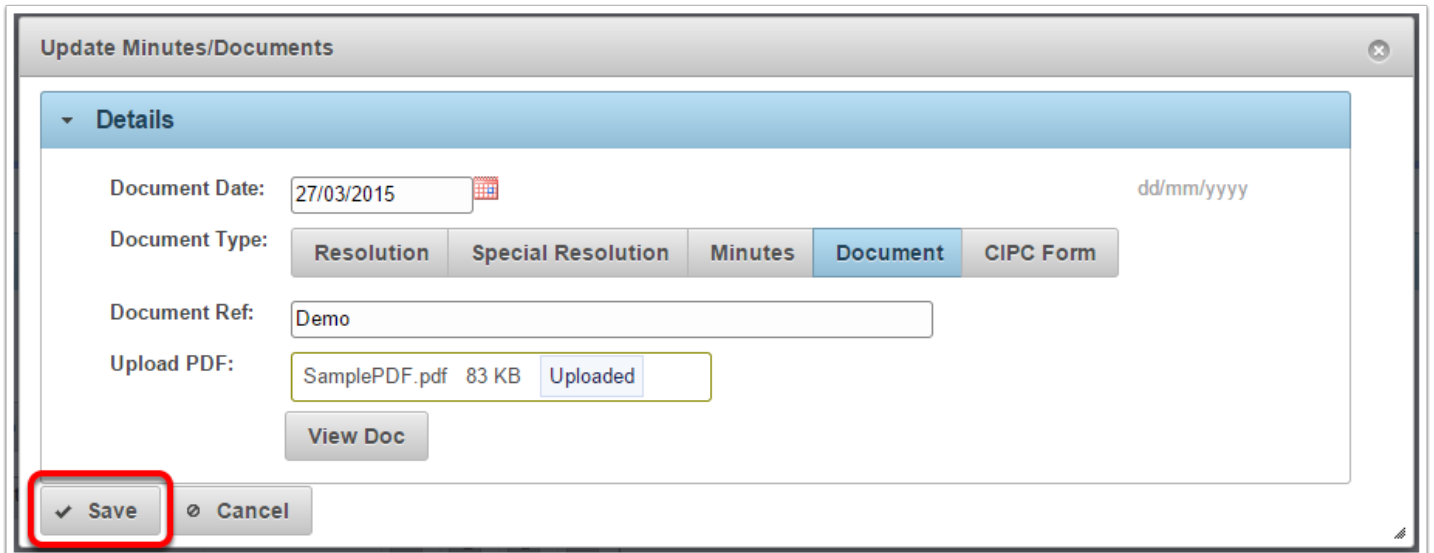 Update Minutes/Documents
Details
Document Date: 27/03/2015 dd/mm/yyyy
Document Type: Resolution Special Resolution Minutes Document CIPC Form
Document Ref: Demo
Upload PDF: SamplePDF.pdf 83 KB Uploaded
View Doc
Save Cancel